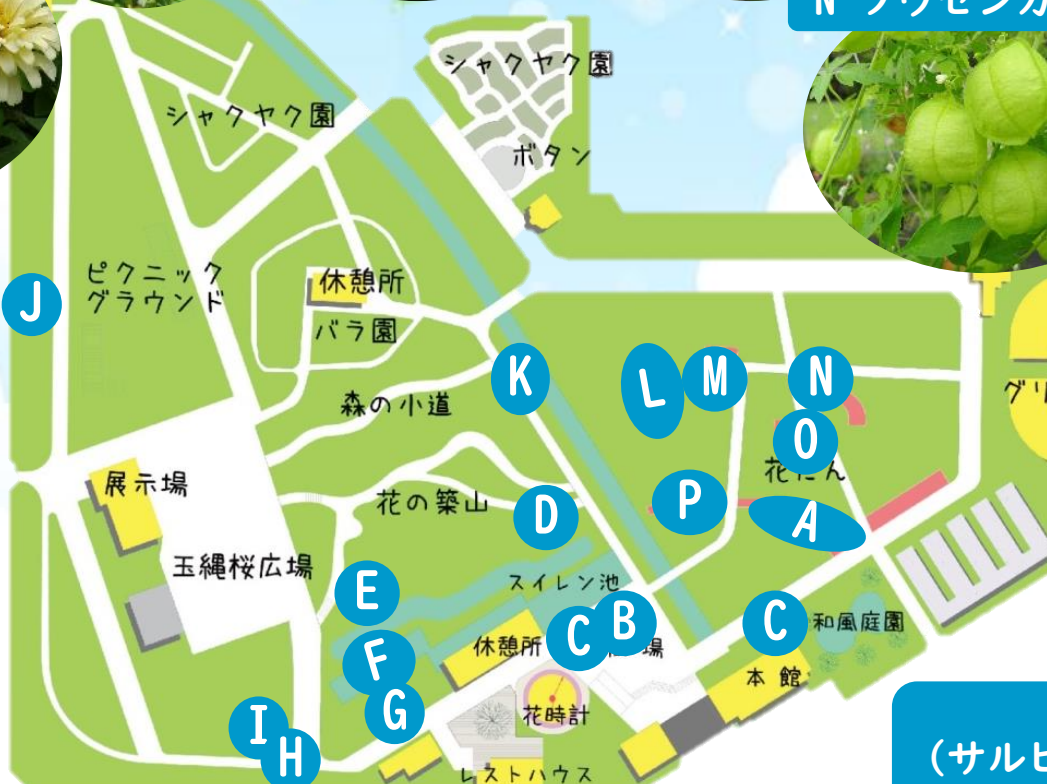 N フウセンカ
シャクヤク園
シャクヤク園
ボタン
ピクニック
グラウンド
休憩所
バラ園
J
K
L
M
N
グリ
森の小道
O
花だん
展示場
花の築山
D
P
A
玉縄桜広場
スイレン池
E
休憩所
C
B
場
C
和風庭園
F
本館
G
花時計
I
H
レストハウス
(サルビ